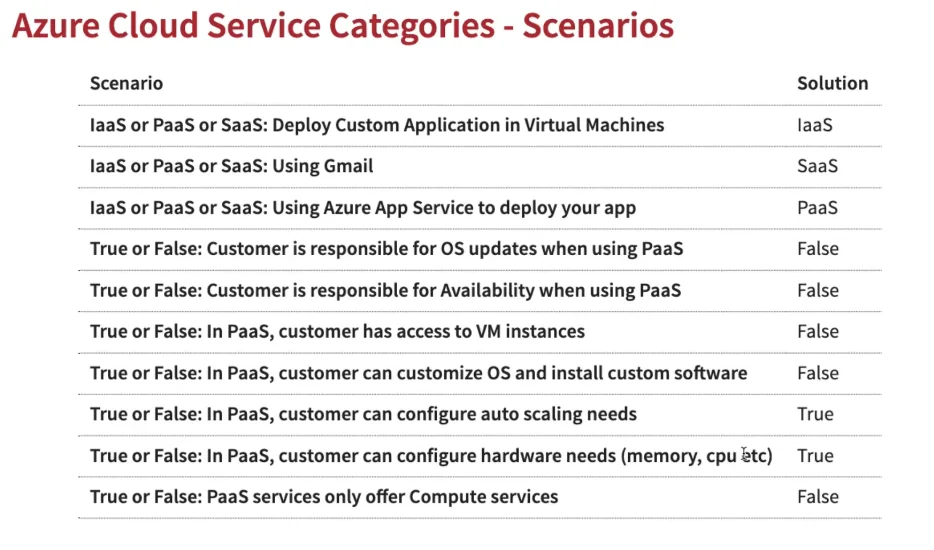 Azure Cloud Service Categories - Scenarios
Scenario Solution
IaaS or PaaS or SaaS: Deploy Custom Application in Virtual Machines IaaS
IaaS or PaaS or SaaS: Using Gmail SaaS
IaaS or PaaS or SaaS: Using Azure App Service to deploy your app PaaS
True or False: Customer is responsible for OS updates when using PaaS False
True or False: Customer is responsible for Availability when using PaaS False
True or False: In PaaS, customer has access to VM instances False
True or False: In PaaS, customer can customize OS and install custom software False
True or False: In PaaS, customer can configure auto scaling needs True
True or False: In PaaS, customer can configure hardware needs (memory, cpu etc) True
True or False: PaaS services only offer Compute services False